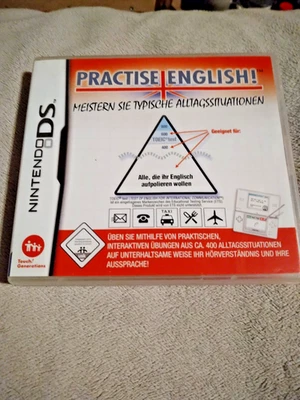 PRACTISE ENGLISH!
MEISTERN SIE TYPISCHE ALLTAGSSITUATIONEN
NINTENDO DS
Geeignet für:
400
Alle, die ihr Englisch
aufpolieren wollen
TAXI
ÜBEN SIE MITHILFE VON PRAKTISCHEN,
INTERAKTIVEN ÜBUNGEN AUS CA. 400 ALLTAGSSITUATIONEN
AUF UNTERHALTSAME WEISE IHR HÖRVERSTÄNDNIS UND IHRE
AUSSPRACHE!
Touch!
Generations